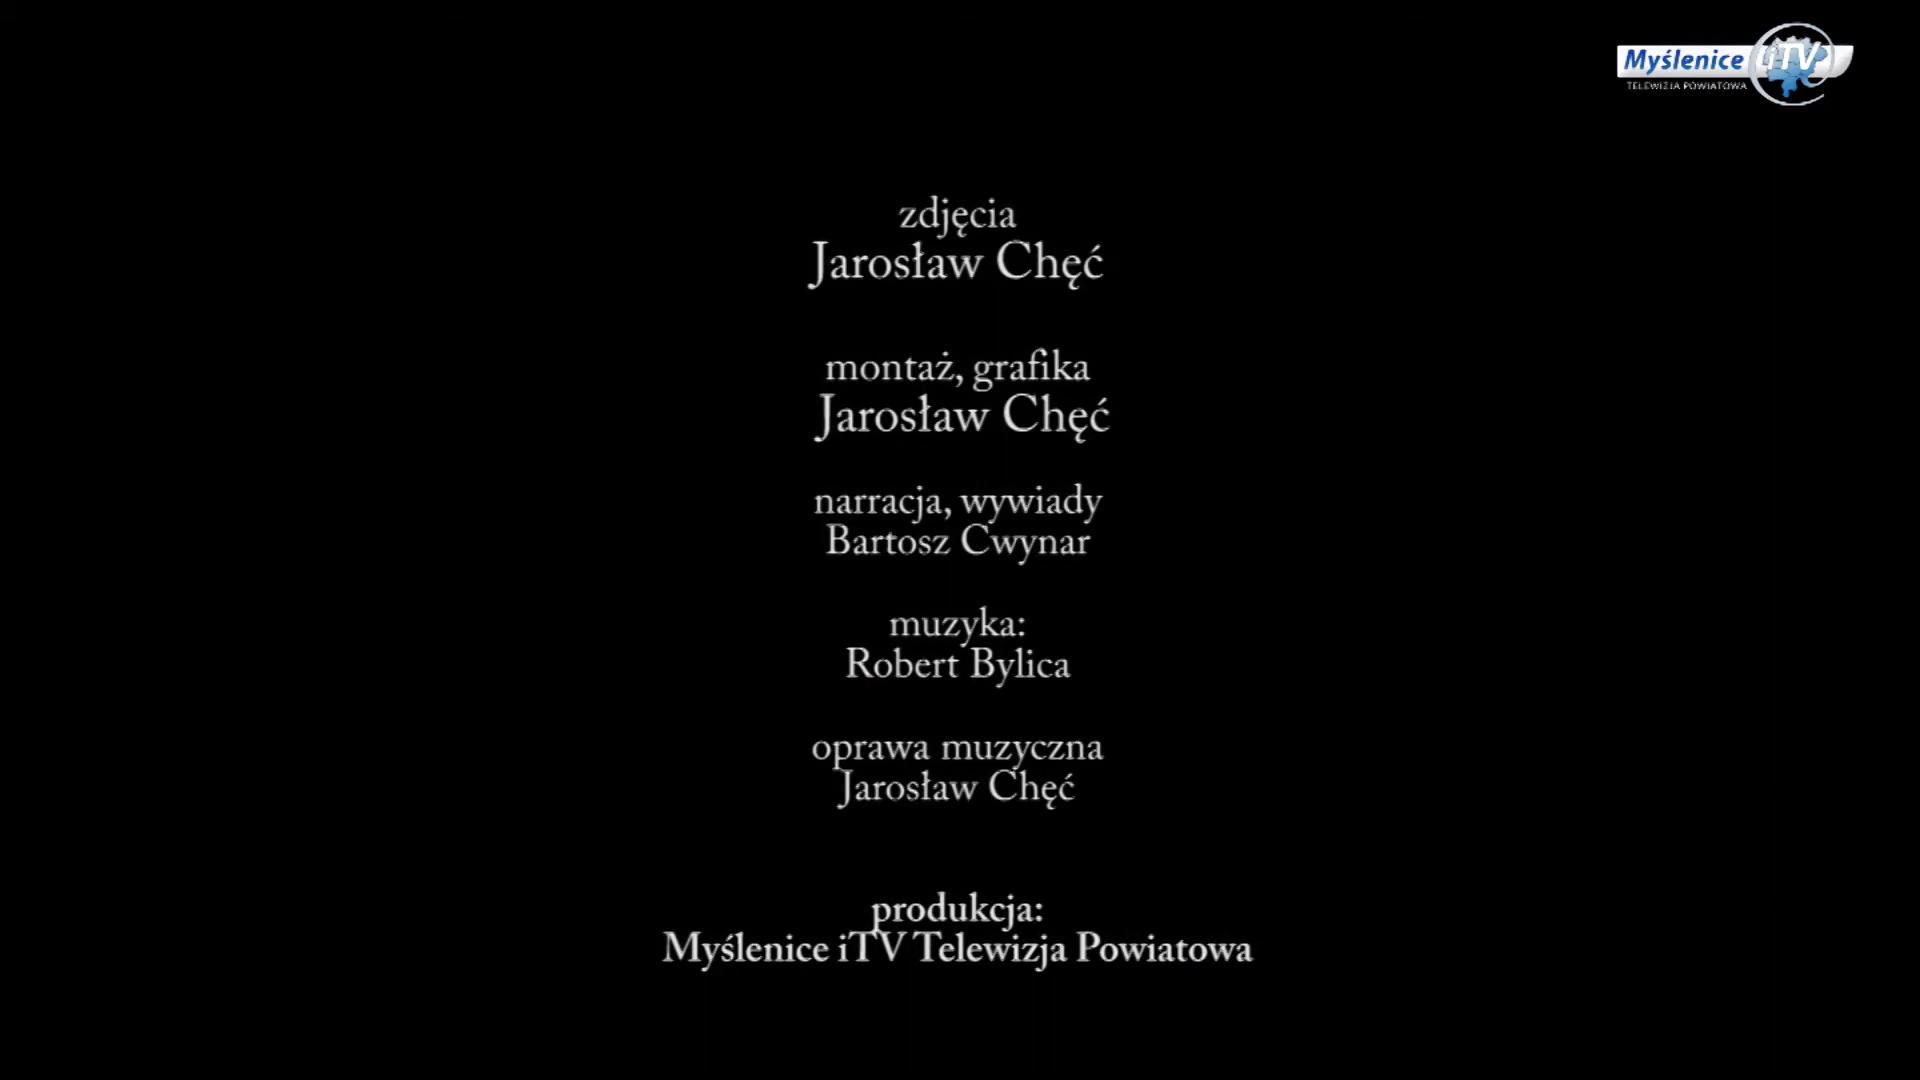 Myślenice iTV
TELEWIZJA POWIATOWA
zdjęcia
Jarosław Chęć
montaż, grafika
Jarosław Chęć
narracja, wywiady
Bartosz Cwynar
muzyka:
Robert Bylica
oprawa muzyczna
Jarosław Chęć
produkcja:
Myślenice iTV Telewizja Powiatowa